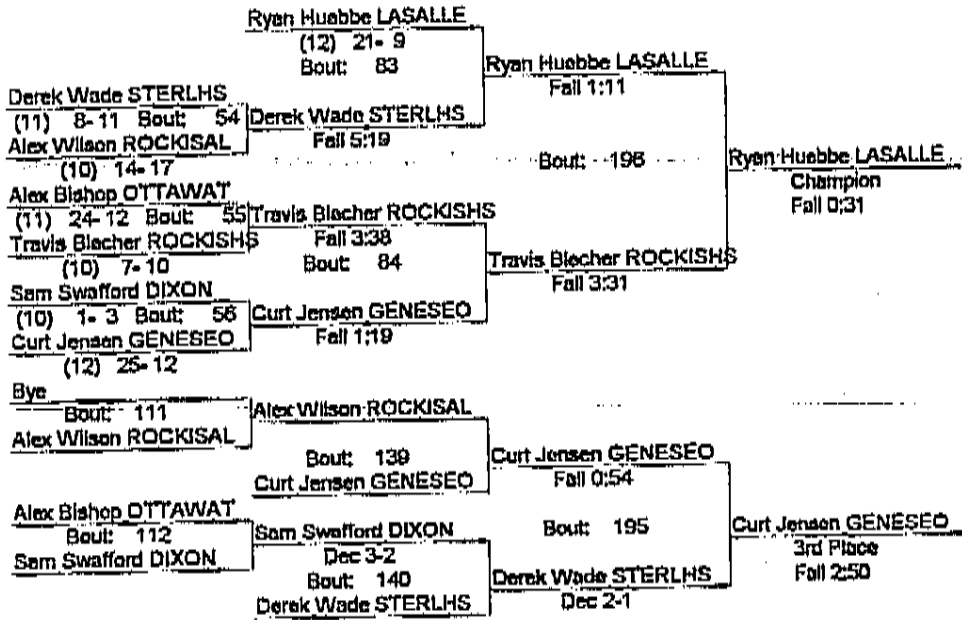 Ryan Huebbe LASALLE
(12) 21- 9
Bout: 83
Ryan Huebbe LASALLE
Fall 1:11
Derek Wade STERLHS
(11) 8- 11 Bout: 54
Derek Wade STERLHS
Fall 5:19
Alex Wilson ROCKISAL
(10) 14- 17
Bout: 196
Ryan Huebbe LASALLE
Champion
Fall 0:31
Alex Bishop OTTAWAT
(11) 24- 12 Bout: 55
Travis Blecher ROCKISHS
Fall 3:38
Travis Blecher ROCKISHS
(10) 7- 10
Bout: 84
Travis Blecher ROCKISHS
Fall 3:31
Sam Swafford DIXON
(10) 1- 3 Bout: 56
Curt Jensen GENESEO
Fall 1:19
Curt Jensen GENESEO
(12) 25- 12
Bye
Bout: 111
Alex Wilson ROCKISAL
Alex Wilson ROCKISAL
Bout: 139
Curt Jensen GENESEO
Curt Jensen GENESEO
Fall 0:54
Alex Bishop OTTAWAT
Bout: 112
Sam Swafford DIXON
Sam Swafford DIXON
Dec 3-2
Bout: 140
Derek Wade STERLHS
Bout: 195
Derek Wade STERLHS
Dec 2-1
Curt Jensen GENESEO
3rd Place
Fall 2:50